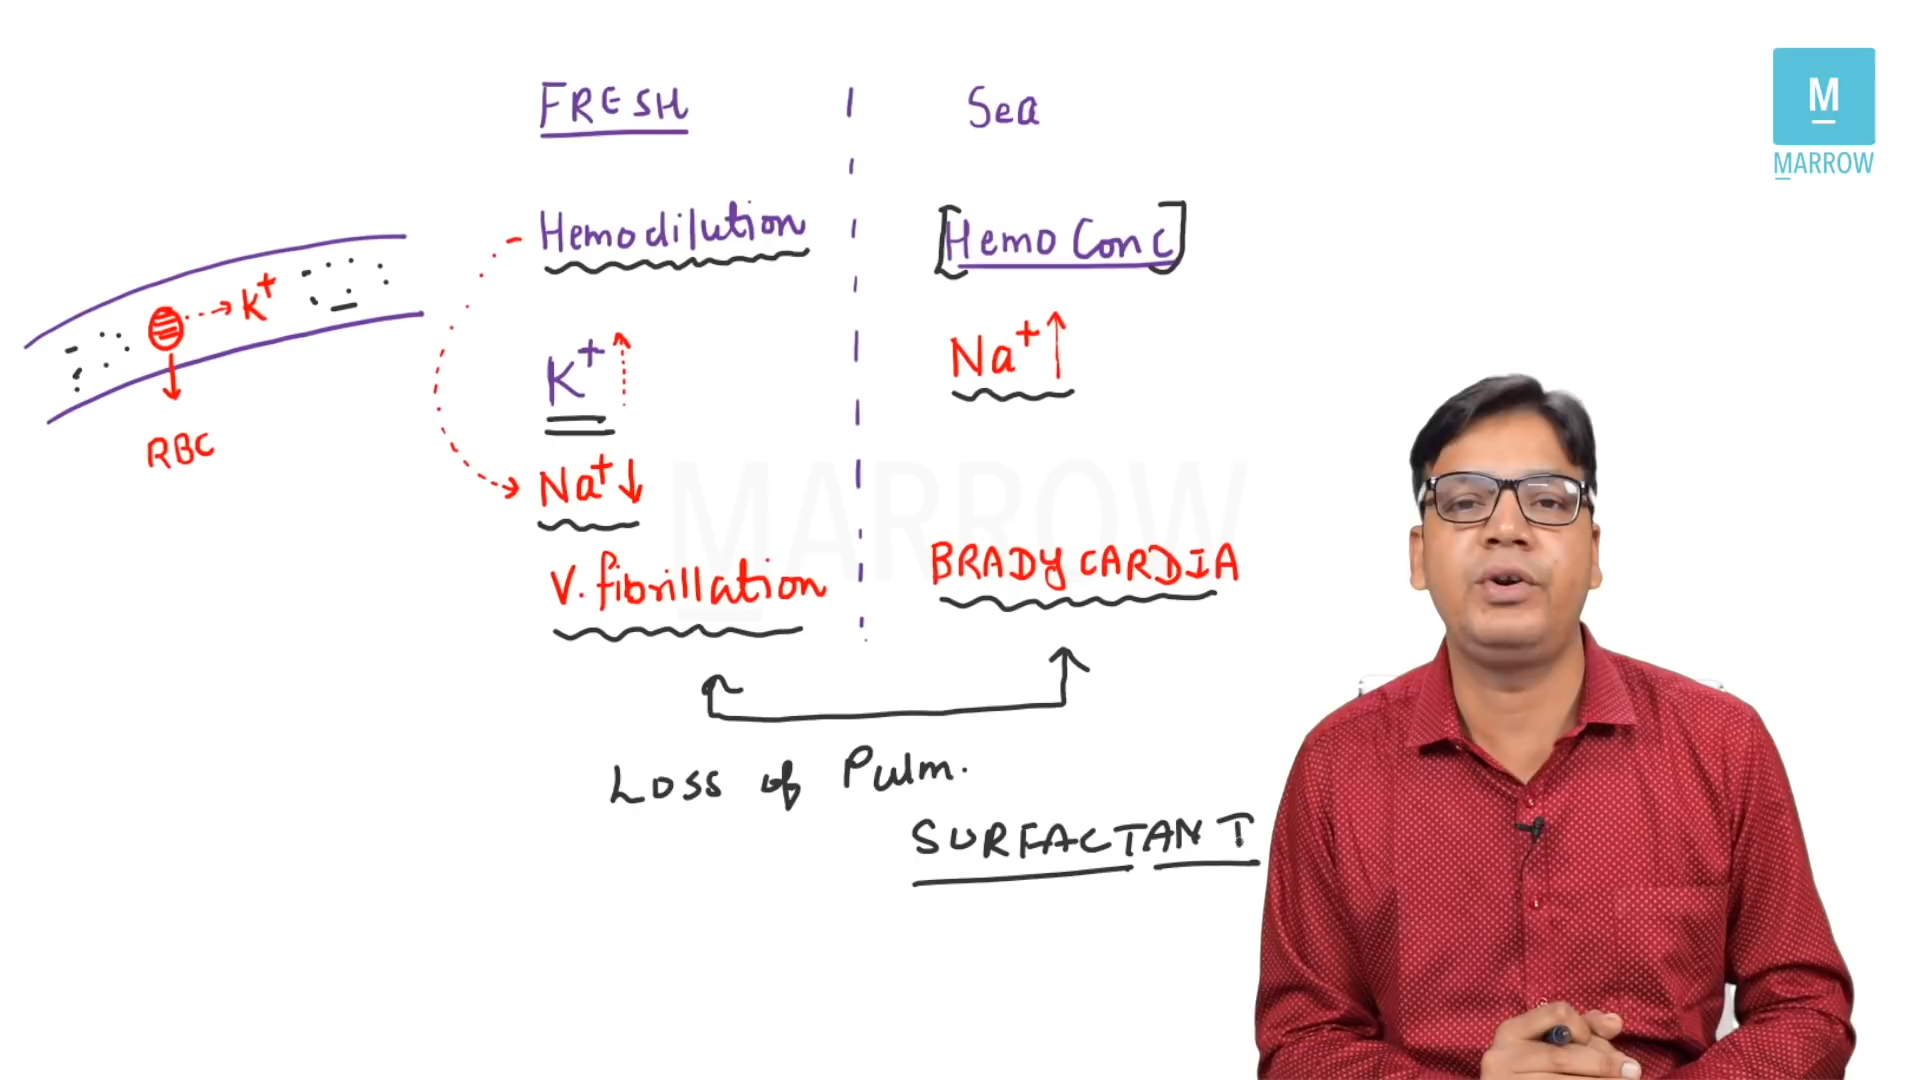 FRESH
Sea
M
MARROW
Hemodilution
Hemo Conc
K+
RBC
K+
Na+
Na+
V. fibrillation
BRADYCARDIA
MARROW
Loss of Pulm.
SURFACTANT